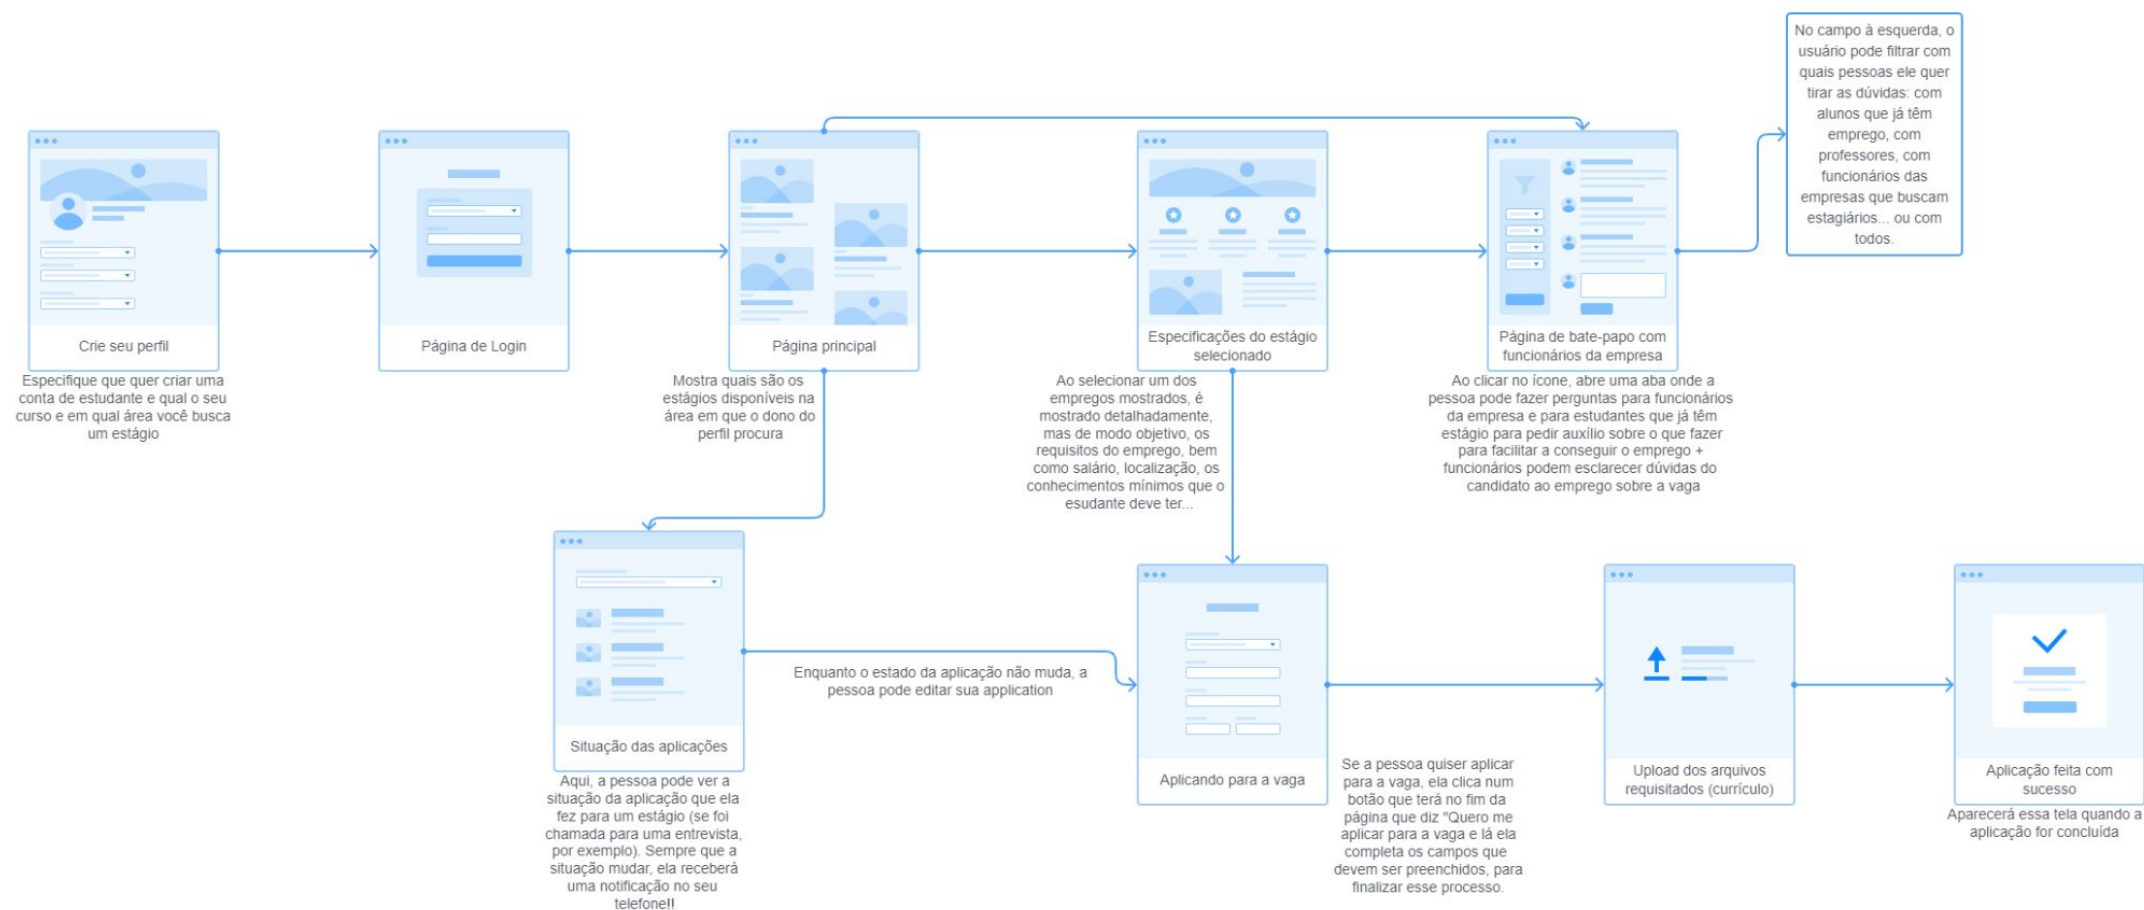 No campo à esquerda, o
usuário pode filtrar com
quais pessoas ele quer
tirar as dúvidas: com
alunos que já têm
emprego, com
professores, com
funcionários das
empresas que buscam
estagiários... ou com
todos.
Crie seu perfil
Especifique que quer criar uma
conta de estudante e qual o seu
curso e em qual área você busca
um estágio
Página de Login
Página principal
Mostra quais são os
estágios disponíveis na
área em que o dono do
perfil procura
Especificações do estágio
selecionado
Ao selecionar um dos
empregos mostrados, é
mostrado detalhadamente,
mas de modo objetivo, os
requisitos do emprego, bem
como salário, localização, os
conhecimentos mínimos que o
esudante deve ter...
Página de bate-papo com
funcionários da empresa
Ao clicar no ícone, abre uma aba onde a
pessoa pode fazer perguntas para funcionários
da empresa e para estudantes que já têm
estágio para pedir auxílio sobre o que fazer
para facilitar a conseguir o emprego +
funcionários podem esclarecer dúvidas do
candidato ao emprego sobre a vaga
Situação das aplicações
Aqui, a pessoa pode ver a
situação da aplicação que ela
fez para um estágio (se foi
chamada para uma entrevista,
por exemplo). Sempre que a
situação mudar, ela receberá
uma notificação no seu
telefone!!
Enquanto o estado da aplicação não muda, a
pessoa pode editar sua application
Aplicando para a vaga
Se a pessoa quiser aplicar
para a vaga, ela clica num
botão que terá no fim da
página que diz "Quero me
aplicar para a vaga e lá ela
completa os campos que
devem ser preenchidos, para
finalizar esse processo.
Upload dos arquivos
requisitados (currículo)
Aplicação feita com
sucesso
Aparecerá essa tela quando a
aplicação for concluída